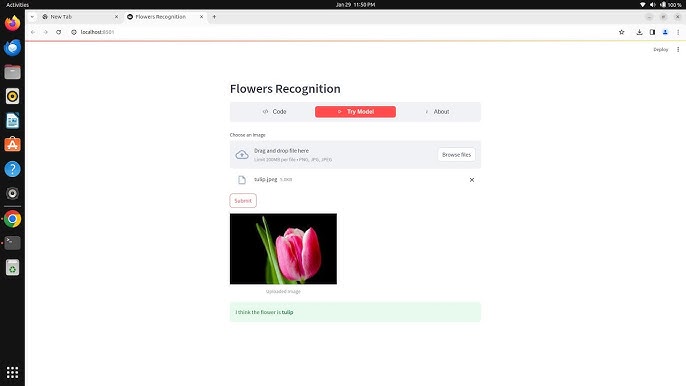 Activities
Jan 29 11:50 PM
100 %
New Tab
Flowers Recognition
localhost:8501
Deploy
Flowers Recognition
Code
Try Model
About
Choose an image
Drag and drop file here
Limit 200MB per file • PNG, JPG, JPEG
Browse files
tulip.jpeg 5.0KB
Submit
Uploaded Image
I think the flower is tulip